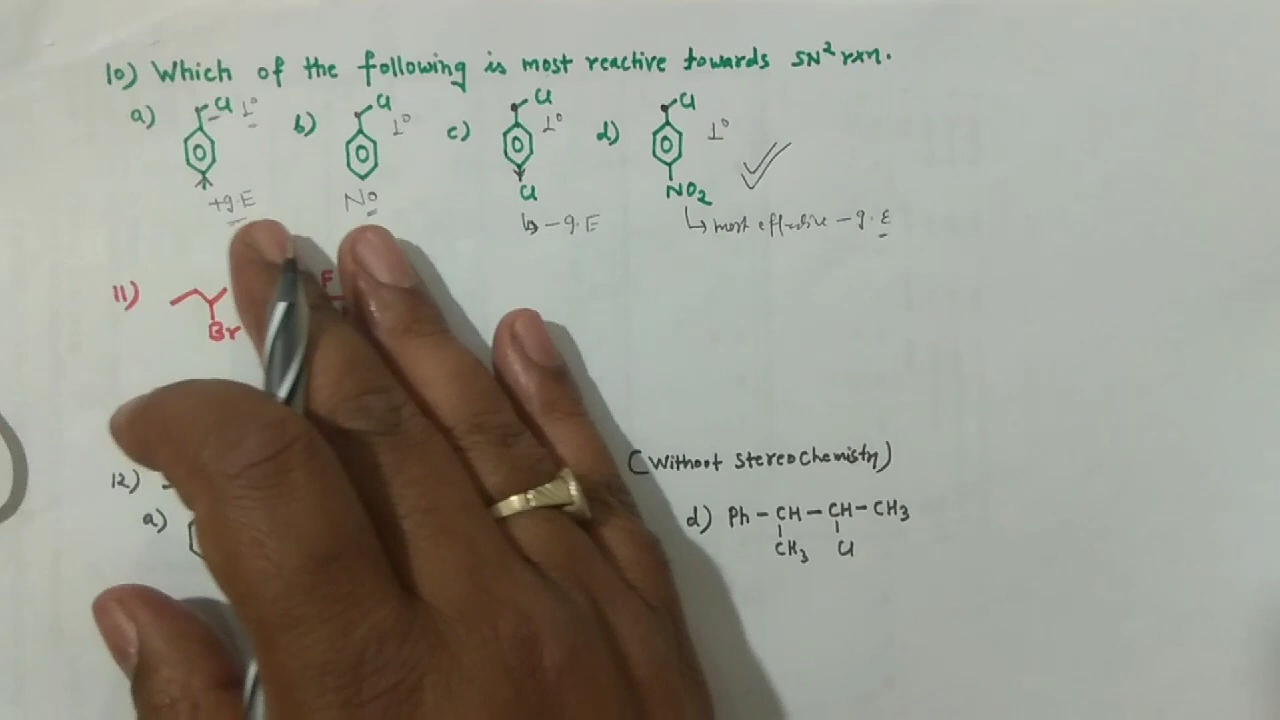 10) Which of the following is most reactive towards SN² rxn.
a) Cl 1° b) Cl 1° c) Cl 1° d) Cl 1°
Cl NO₂
+g.E No -g.E most effective -g.E
11) Br F
12) (Without stereochemistry)
a) d) Ph-CH-CH-CH3
CH3 Cl